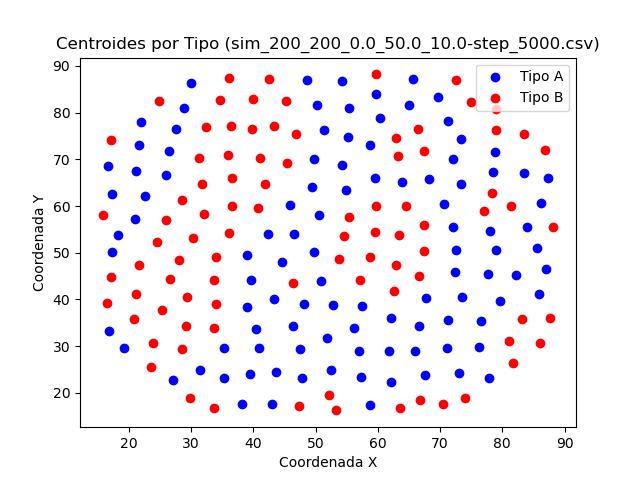 Centroides por Tipo (sim_200_200_0.0_50.0_10.0-step_5000.csv)
Tipo A
Tipo B
90
80
70
60
50
40
30
20
Coordenada Y
20 30 40 50 60 70 80 90
Coordenada X